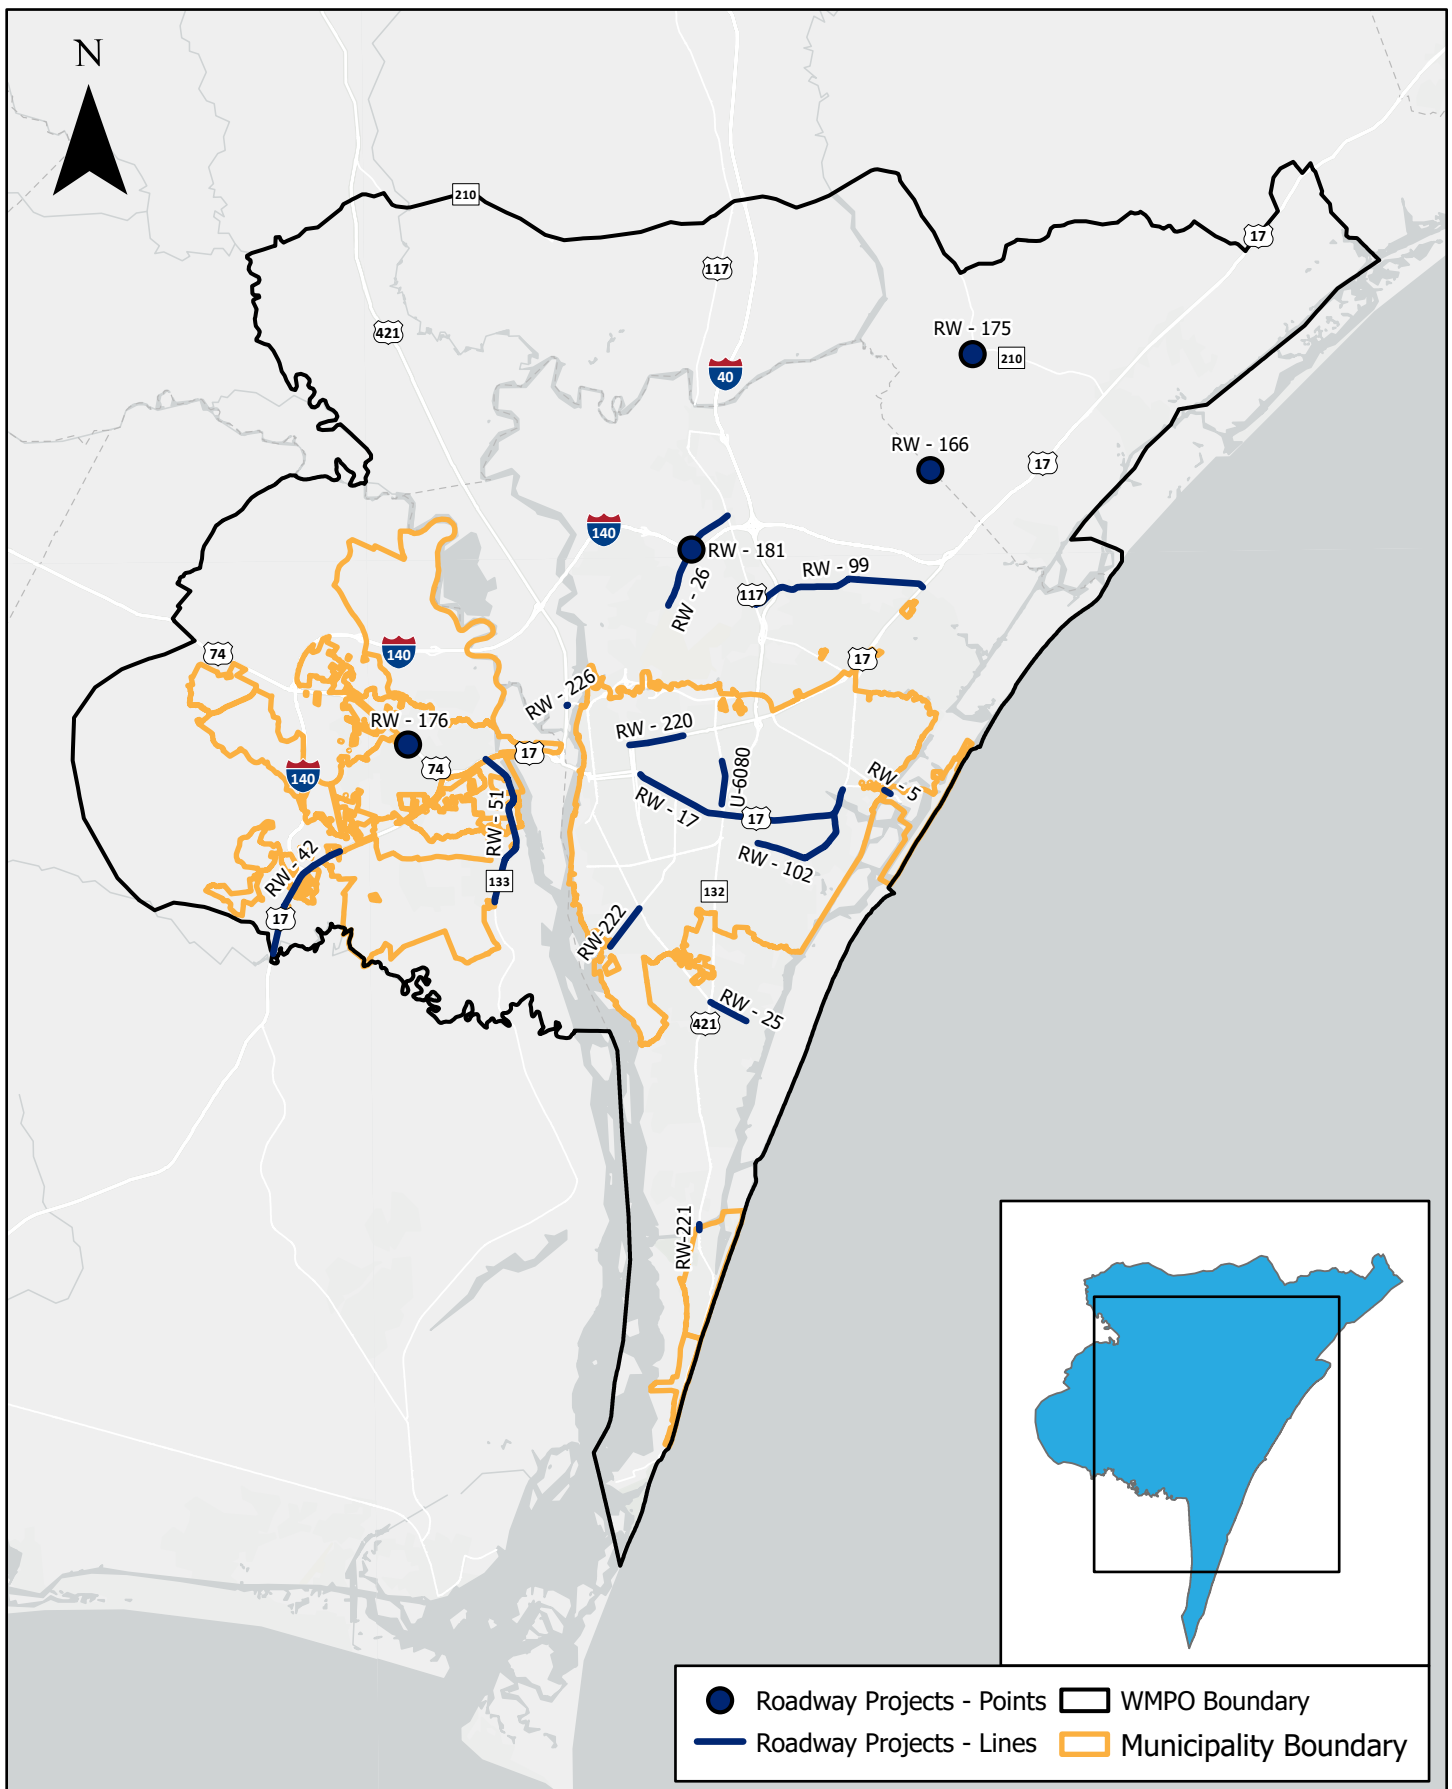 N
210
17
117
421
RW - 175
210
40
RW - 166
17
140
RW - 181
RW - 99
RW - 26
117
74
140
17
RW - 226
RW - 176
RW - 220
17
74
140
U-6080
RW - 5
RW - 17
17
RW - 51
RW - 42
RW - 102
133
132
17
RW-222
RW - 25
421
RW-221
Roadway Projects - Points
WMPO Boundary
Roadway Projects - Lines
Municipality Boundary